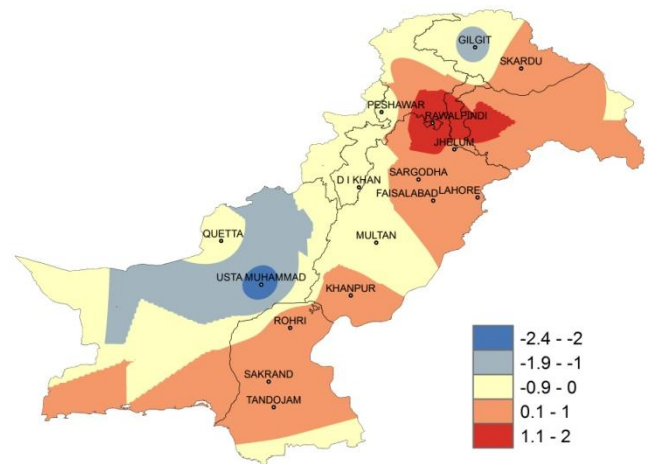 GILGIT
SKARDU
PESHAWAR
RAWALPINDI
JHELUM
SARGODHA
D I KHAN
FAISALABAD
LAHORE
QUETTA
MULTAN
USTA MUHAMMAD
KHANPUR
ROHRI
SAKRAND
TANDOJAM
-2.4 - -2
-1.9 - -1
-0.9 - 0
0.1 - 1
1.1 - 2